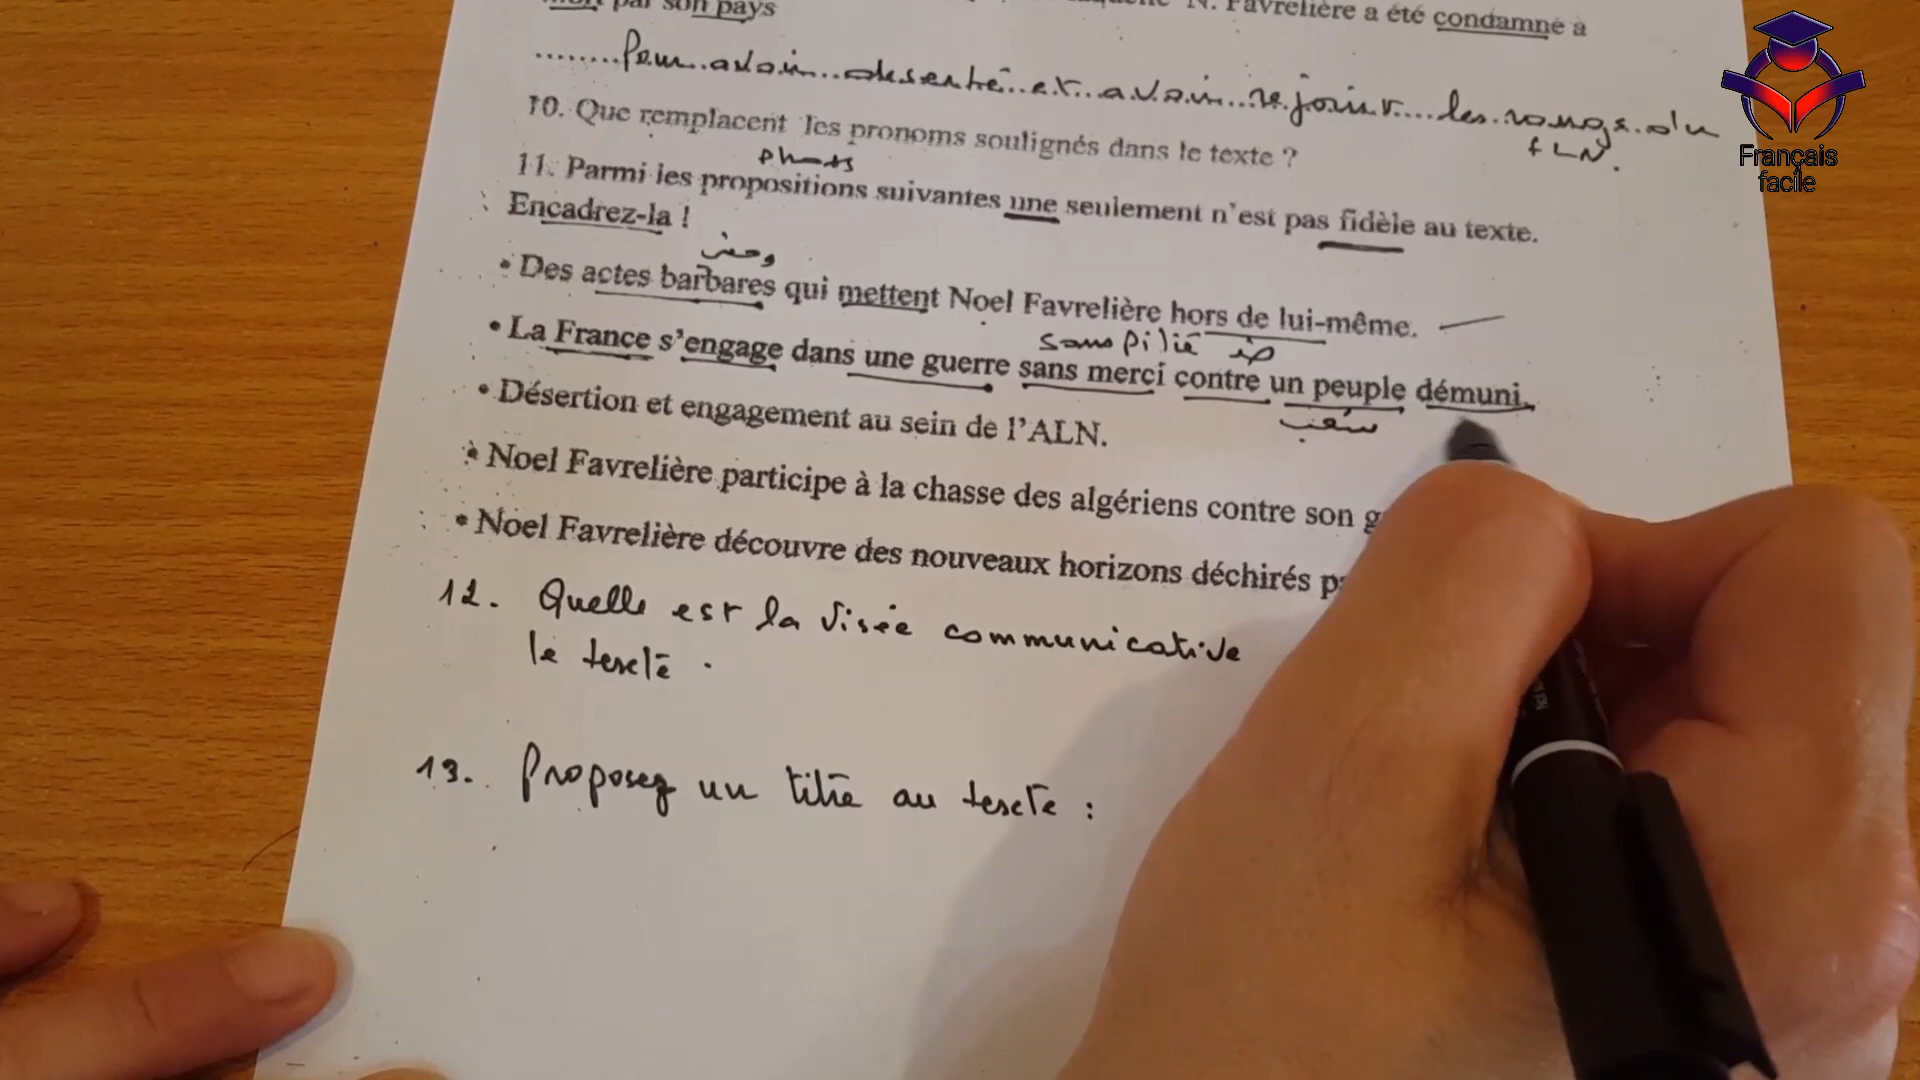 par son pays N. Favrelière a été condamné à
........Pour avoir déserté et avoir rejoint les rangs du
FLN.
10. Que remplacent les pronoms soulignés dans le texte ?
phrases
11. Parmi les propositions suivantes une seulement n'est pas fidèle au texte.
Encadrez-la !
• Des actes barbares qui mettent Noel Favrelière hors de lui-même.
sans pitié ضد
• La France s'engage dans une guerre sans merci contre un peuple démuni.
شعب
• Désertion et engagement au sein de l'ALN.
• Noel Favrelière participe à la chasse des algériens contre son
• Noel Favrelière découvre des nouveaux horizons déchirés
12. Quelle est la visée communicative
le texte .
13. Proposez un titre au texte :
Français
facile